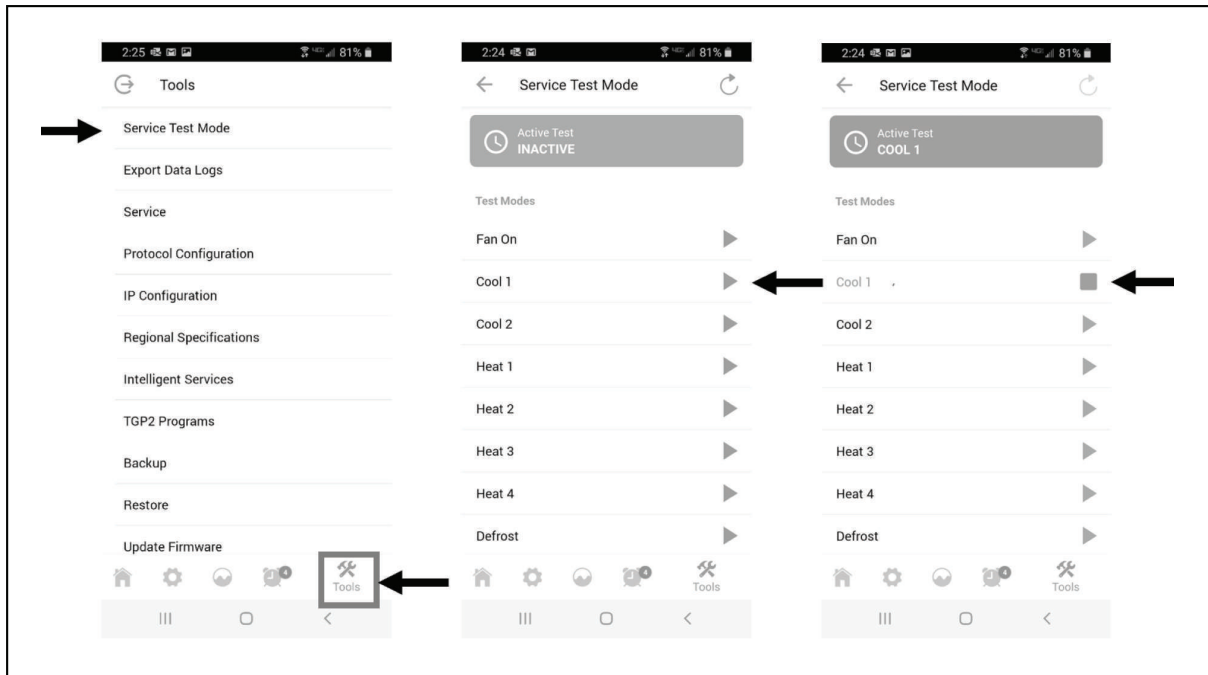 2:25 81%
Tools
Service Test Mode
Export Data Logs
Service
Protocol Configuration
IP Configuration
Regional Specifications
Intelligent Services
TGP2 Programs
Backup
Restore
Update Firmware
4
Tools
2:24 81%
Service Test Mode
Active Test
INACTIVE
Test Modes
Fan On
Cool 1
Cool 2
Heat 1
Heat 2
Heat 3
Heat 4
Defrost
4
Tools
2:24 81%
Service Test Mode
Active Test
COOL 1
Test Modes
Fan On
Cool 1
Cool 2
Heat 1
Heat 2
Heat 3
Heat 4
Defrost
4
Tools